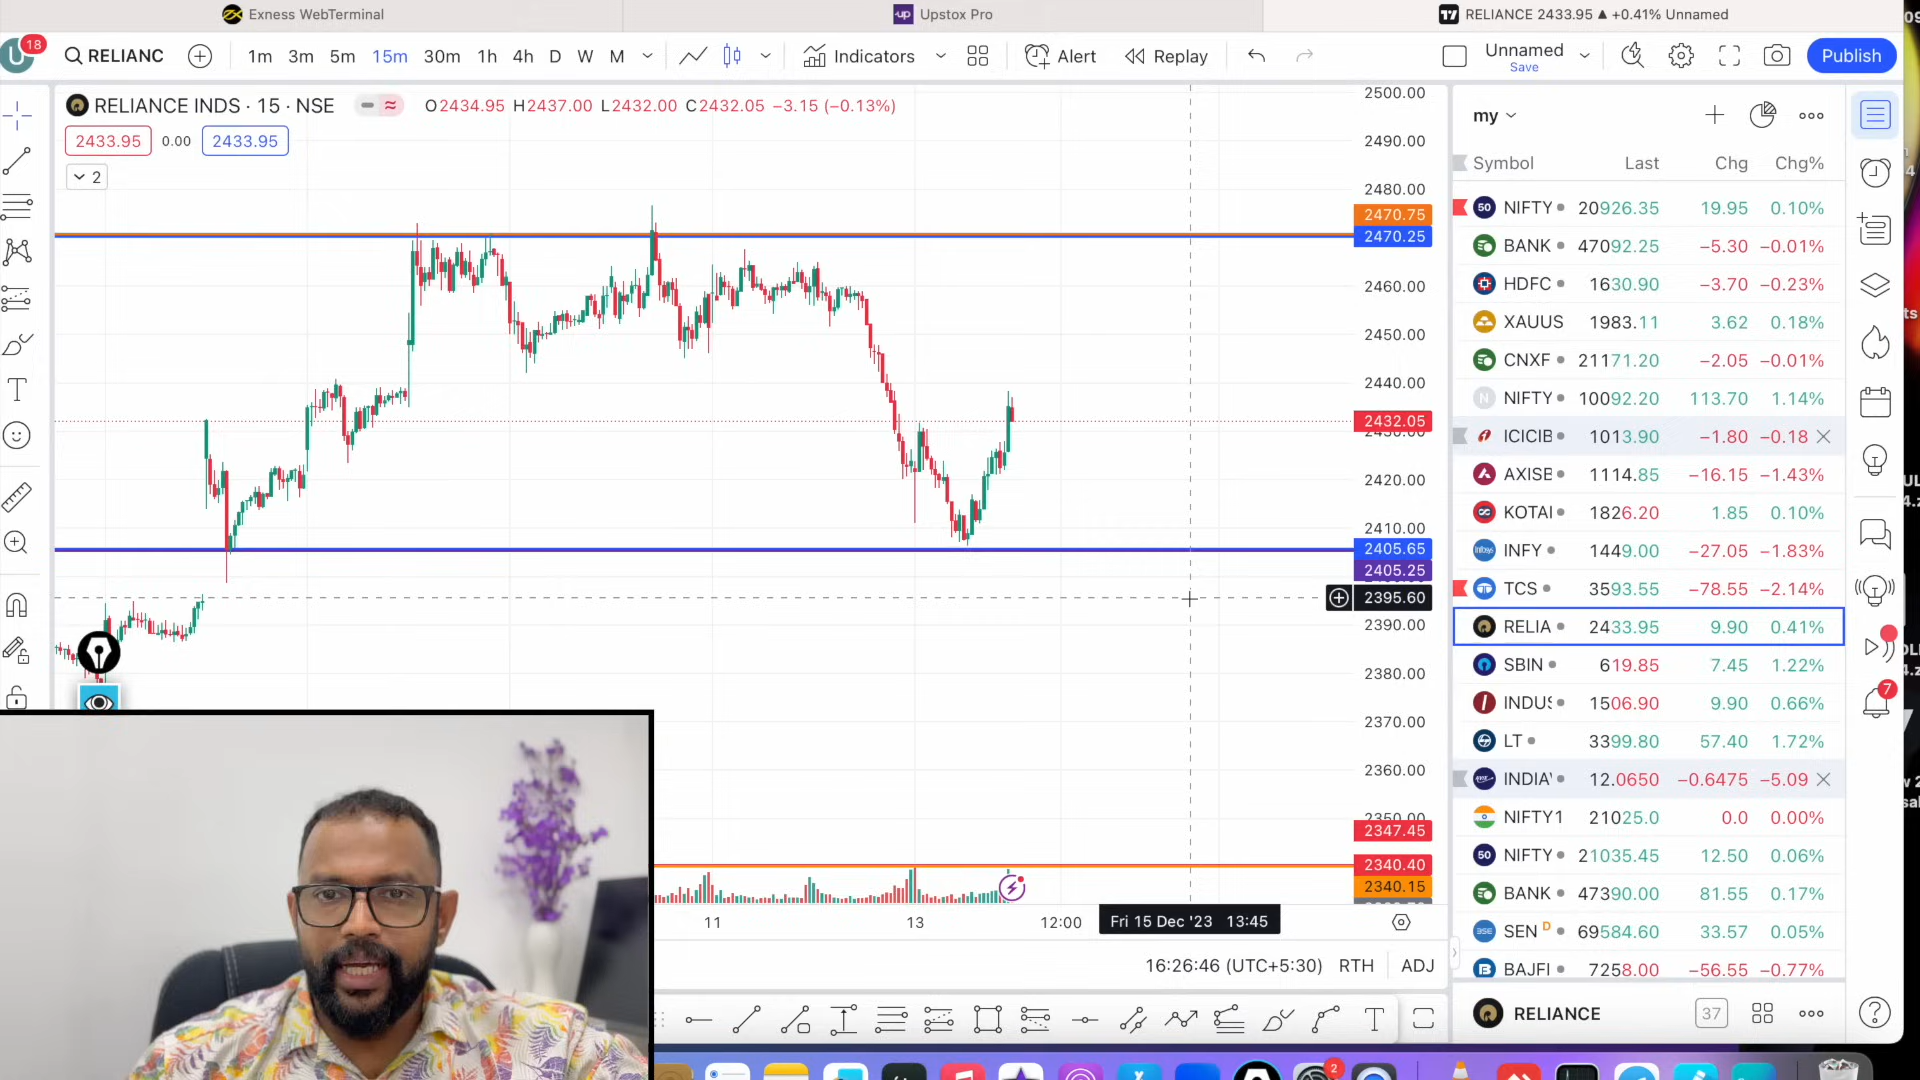 Exness WebTerminal
up Upstox Pro
RELIANCE 2433.95 ▲ +0.41% Unnamed
U 18
RELIANC
1m 3m 5m 15m 30m 1h 4h D W M
Indicators
Alert
Replay
Unnamed
Save
Publish
RELIANCE INDS · 15 · NSE
O2434.95 H2437.00 L2432.00 C2432.05 −3.15 (−0.13%)
2433.95 0.00 2433.95
2
2500.00
2490.00
2480.00
2470.75
2470.25
2460.00
2450.00
2440.00
2432.05
2430.00
2420.00
2410.00
2405.65
2405.25
2395.60
2390.00
2380.00
2370.00
2360.00
2350.00
2347.45
2340.40
2340.15
11 13 12:00 Fri 15 Dec '23 13:45
16:26:46 (UTC+5:30) RTH ADJ
my
Symbol Last Chg Chg%
50 NIFTY 20926.35 19.95 0.10%
BANK 47092.25 −5.30 −0.01%
HDFC 1630.90 −3.70 −0.23%
XAUUS 1983.11 3.62 0.18%
CNXF 21171.20 −2.05 −0.01%
N NIFTY 10092.20 113.70 1.14%
ICICIB 1013.90 −1.80 −0.18
AXISB 1114.85 −16.15 −1.43%
KOTAI 1826.20 1.85 0.10%
INFY 1449.00 −27.05 −1.83%
TCS 3593.55 −78.55 −2.14%
RELIA 2433.95 9.90 0.41%
SBIN 619.85 7.45 1.22%
INDUS 1506.90 9.90 0.66%
LT 3399.80 57.40 1.72%
INDIAV 12.0650 −0.6475 −5.09
NIFTY1 21025.0 0.0 0.00%
50 NIFTY 21035.45 12.50 0.06%
BANK 47390.00 81.55 0.17%
SEN D 69584.60 33.57 0.05%
BAJFI 7258.00 −56.55 −0.77%
RELIANCE 37
7
2